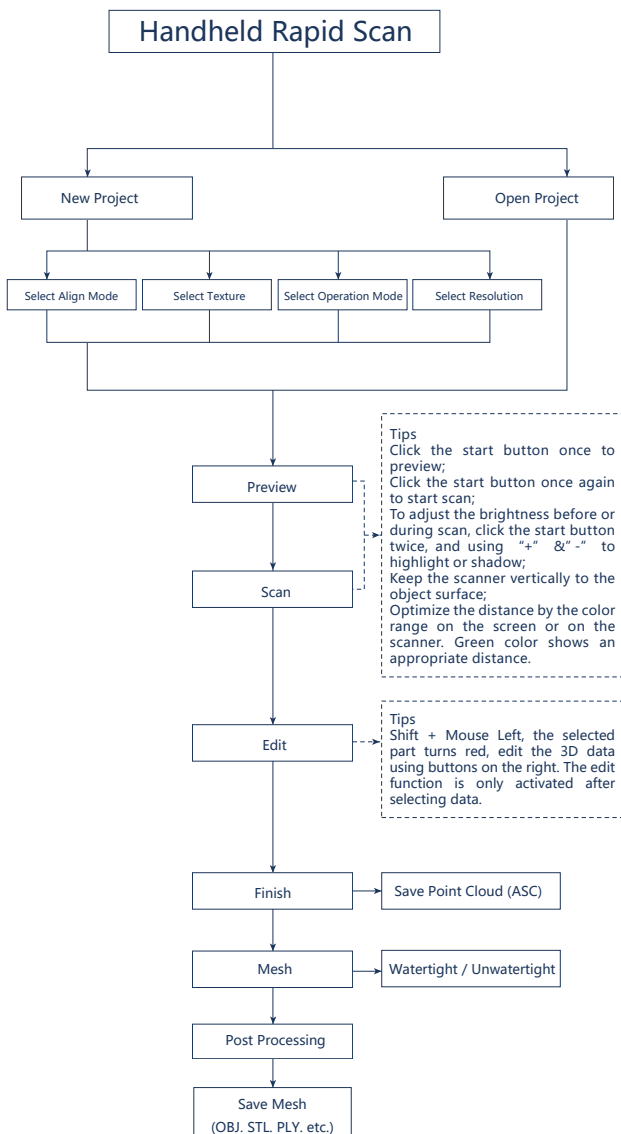 Handheld Rapid Scan
New Project
Open Project
Select Align Mode
Select Texture
Select Operation Mode
Select Resolution
Tips
Click the start button once to
preview;
Click the start button once again
to start scan;
To adjust the brightness before or
during scan, click the start button
twice, and using “+” &” -” to
highlight or shadow;
Keep the scanner vertically to the
object surface;
Optimize the distance by the color
range on the screen or on the
scanner. Green color shows an
appropriate distance.
Preview
Scan
Tips
Shift + Mouse Left, the selected
part turns red, edit the 3D data
using buttons on the right. The edit
function is only activated after
selecting data.
Edit
Finish
Save Point Cloud (ASC)
Mesh
Watertight / Unwatertight
Post Processing
Save Mesh
(OBJ. STL. PLY. etc.)